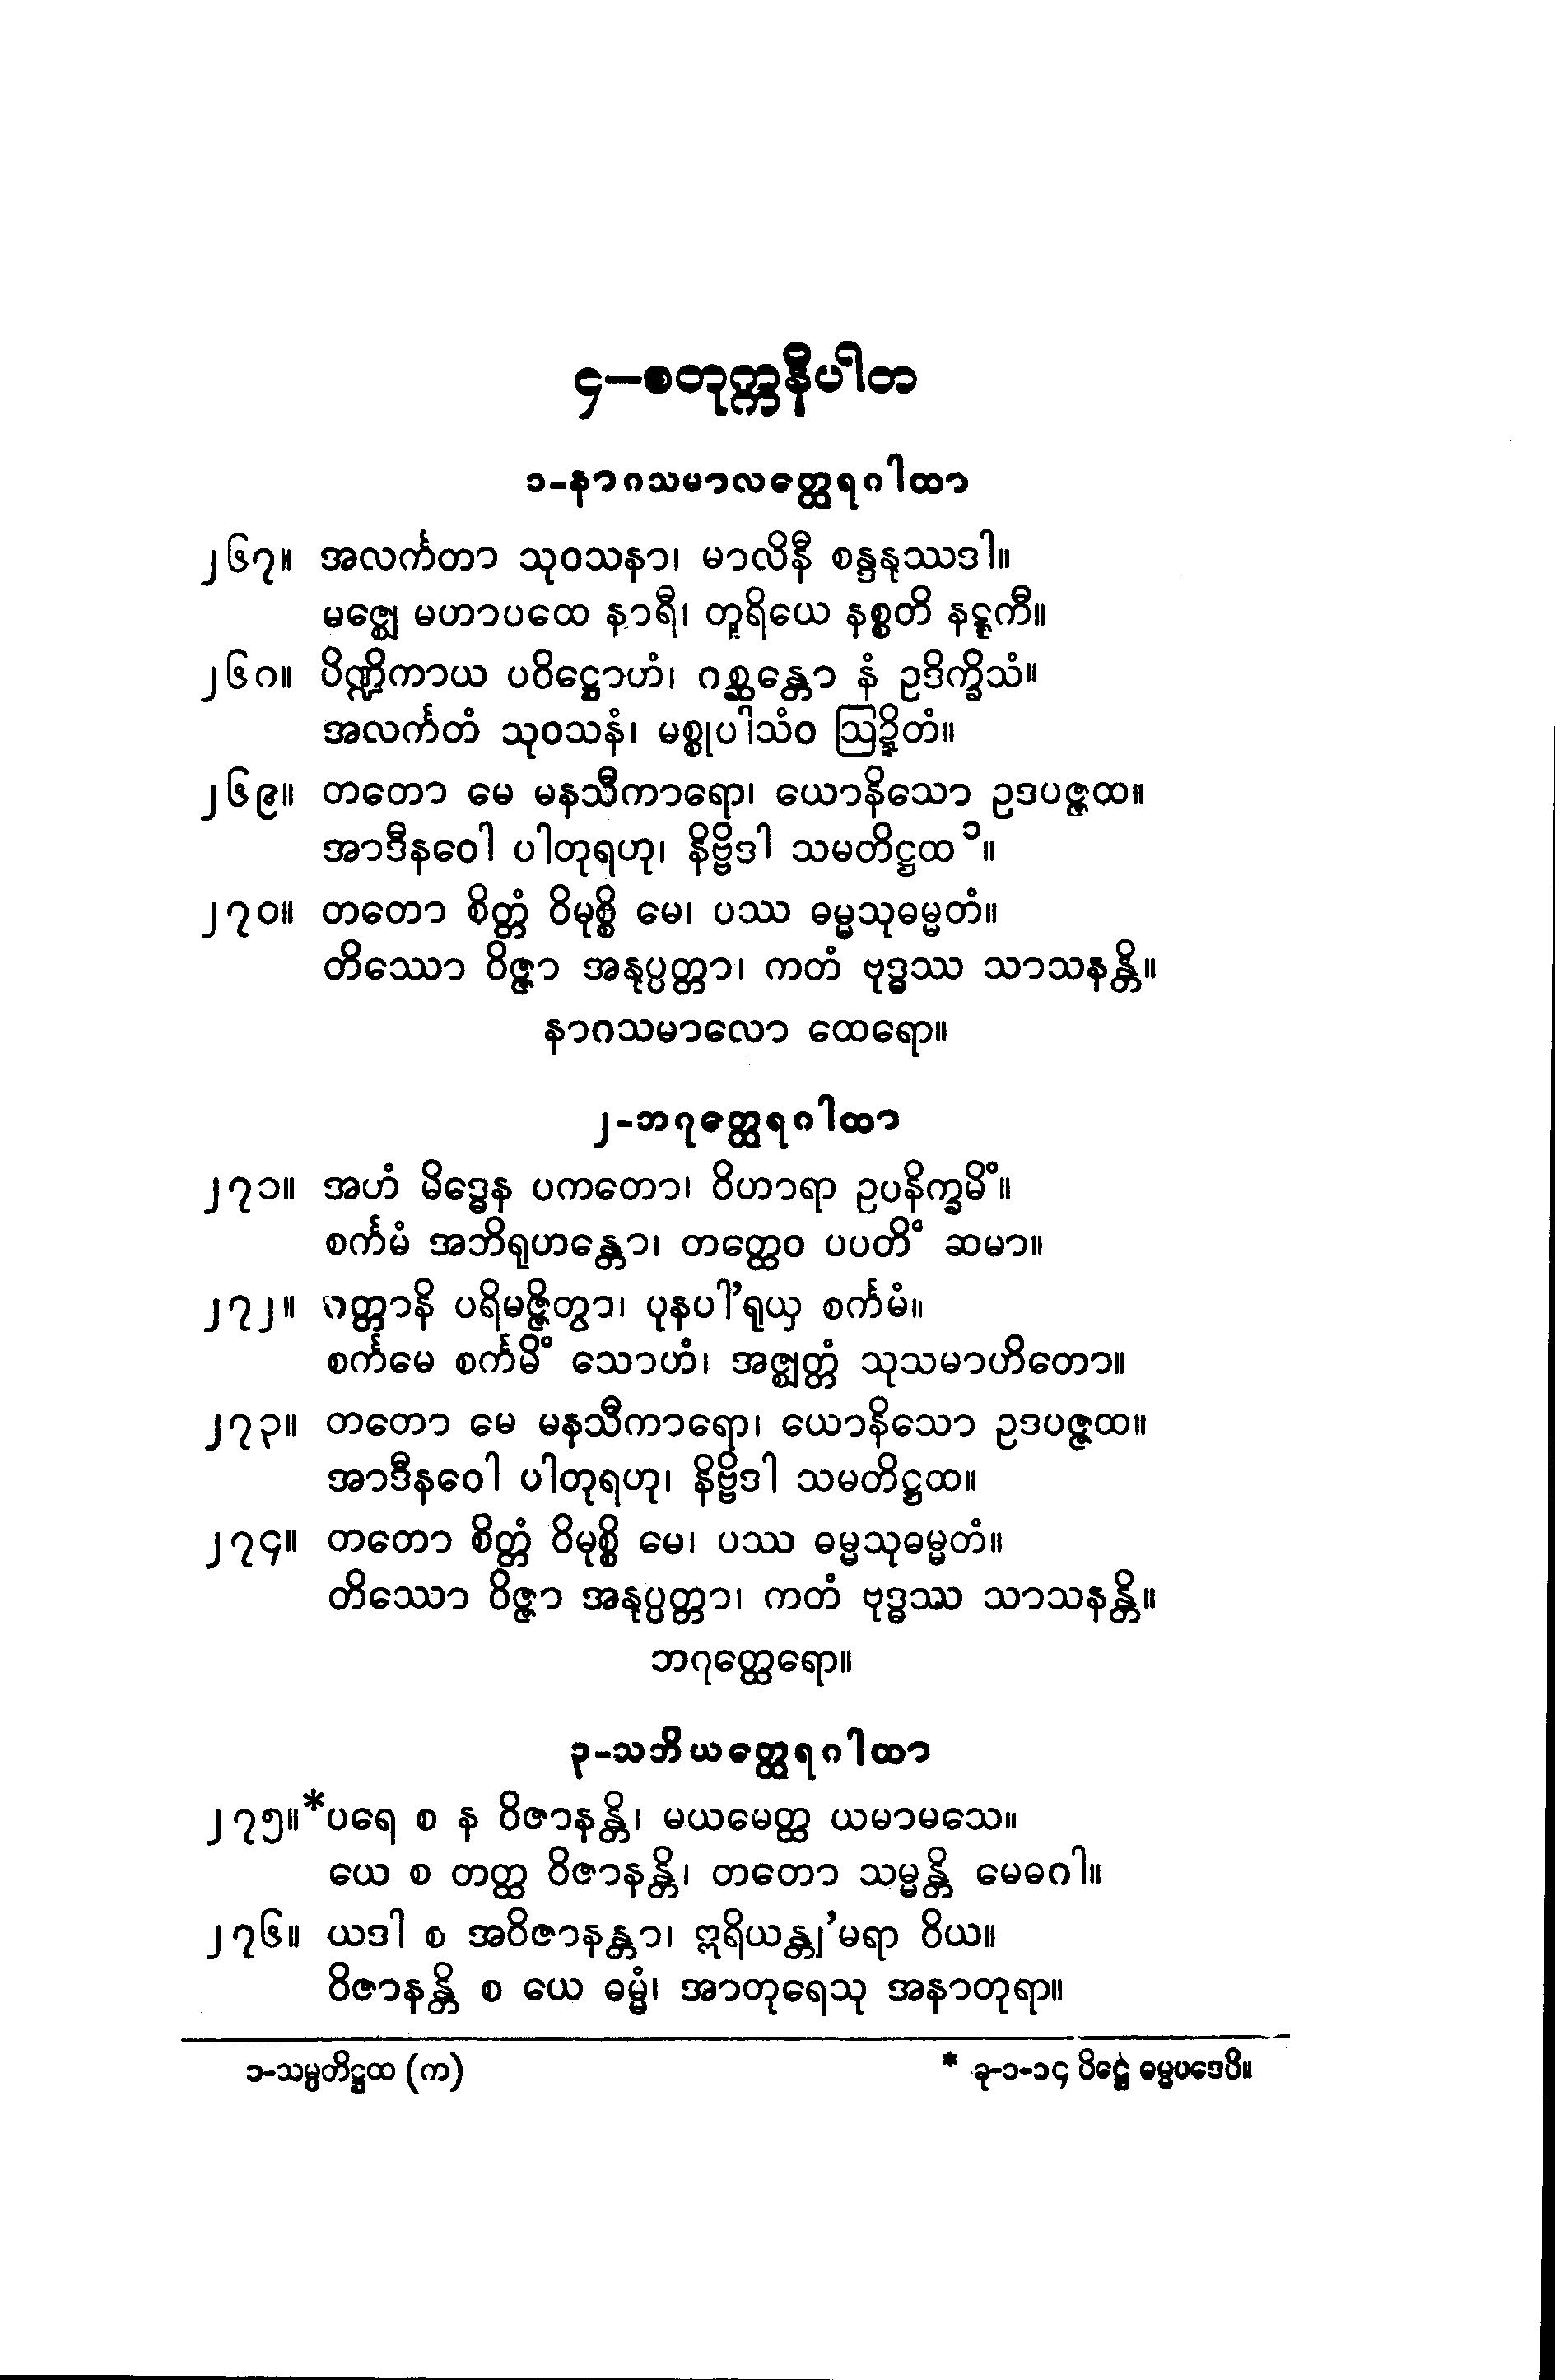 ၄—စတုက္ကနိပါတ
၁-နာဂသမာလတ္ထေရဂါထာ
၂၆၇။ အလင်္ကတာ သုဝသနာ၊ မာလိနီ စန္ဒနုဿဒါ။
မဇ္ဈေ မဟာပထေ နာရီ၊ တူရိယေ နစ္စတိ နဋ္ဋကီ။
၂၆၈။ ပိဏ္ဍိကာယ ပဝိဋ္ဌောဟံ၊ ဂစ္ဆန္တော နံ ဥဒိက္ခိသံ။
အလင်္ကတံ သုဝသနံ၊ မစ္စုပါသံဝ ဩဍ္ဍိတံ။
၂၆၉။ တတော မေ မနသီကာရော၊ ယောနိသော ဥဒပဇ္ဇထ။
အာဒီနဝေါ ပါတုရဟု၊ နိဗ္ဗိဒါ သမတိဋ္ဌထ ၁။
၂၇၀။ တတော စိတ္တံ ဝိမုစ္စိ မေ၊ ပဿ ဓမ္မသုဓမ္မတံ။
တိဿော ဝိဇ္ဇာ အနုပ္ပတ္တာ၊ ကတံ ဗုဒ္ဓဿ သာသနန္တိ။
နာဂသမာလော ထေရော။
၂-ဘဂုတ္ထေရဂါထာ
၂၇၁။ အဟံ မိဒ္ဓေန ပကတော၊ ဝိဟာရာ ဥပနိက္ခမိံ။
စင်္ကမံ အဘိရုဟန္တော၊ တတ္ထေဝ ပပတိံ ဆမာ။
၂၇၂။ ဂတ္တာနိ ပရိမဇ္ဇိတွာ၊ ပုနပါ’ရုယှ စင်္ကမံ။
စင်္ကမေ စင်္ကမိံ သောဟံ၊ အဇ္ဈတ္တံ သုသမာဟိတော။
၂၇၃။ တတော မေ မနသီကာရော၊ ယောနိသော ဥဒပဇ္ဇထ။
အာဒီနဝေါ ပါတုရဟု၊ နိဗ္ဗိဒါ သမတိဋ္ဌထ။
၂၇၄။ တတော စိတ္တံ ဝိမုစ္စိ မေ၊ ပဿ ဓမ္မသုဓမ္မတံ။
တိဿော ဝိဇ္ဇာ အနုပ္ပတ္တာ၊ ကတံ ဗုဒ္ဓဿ သာသနန္တိ။
ဘဂုတ္ထေရော။
၃-သဘိယတ္ထေရဂါထာ
၂၇၅။*ပရေ စ န ဝိဇာနန္တိ၊ မယမေတ္ထ ယမာမသေ။
ယေ စ တတ္ထ ဝိဇာနန္တိ၊ တတော သမ္မန္တိ မေဓဂါ။
၂၇၆။ ယဒါ စ အဝိဇာနန္တာ၊ ဣရိယန္တျ’မရာ ဝိယ။
ဝိဇာနန္တိ စ ယေ ဓမ္မံ၊ အာတုရေသု အနာတုရာ။
၁-သမ္ပတိဋ္ဌထ (က)
* ခု-၁-၁၄ ပိဋ္ဌေ ဓမ္မပဒေပိ။